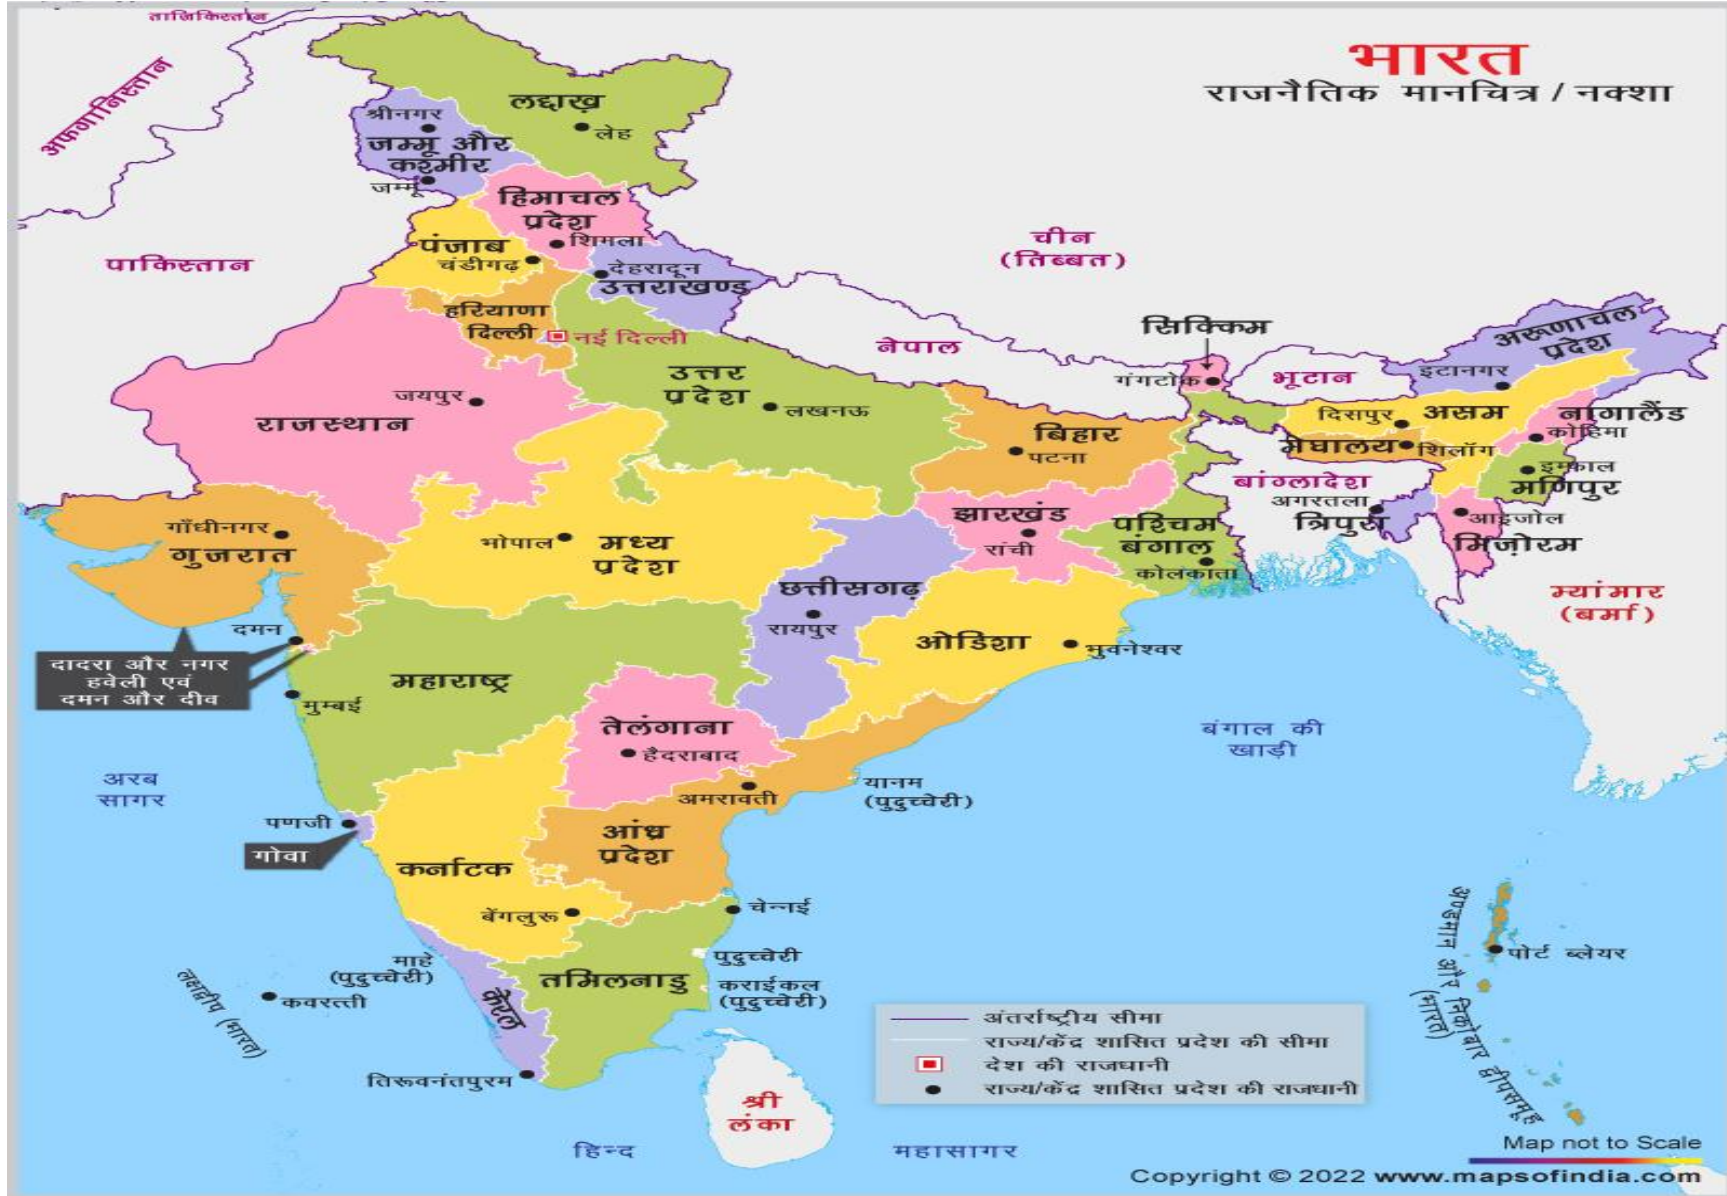 ताजिकिस्तान
अफगानिस्तान
भारत
राजनैतिक मानचित्र / नक्शा
लद्दाख़
लेह
श्रीनगर
जम्मू और
कश्मीर
जम्मू
हिमाचल
प्रदेश
शिमला
पंजाब
चंडीगढ़
चीन
(तिब्बत)
पाकिस्तान
देहरादून
उत्तराखण्ड
हरियाणा
दिल्ली
नई दिल्ली
नेपाल
सिक्किम
गंगटोक
भूटान
अरूणाचल
प्रदेश
इटानगर
उत्तर
प्रदेश
लखनऊ
जयपुर
राजस्थान
बिहार
पटना
दिसपुर
असम
नागालैंड
कोहिमा
मेघालय
शिलॉग
इम्फाल
मणिपुर
बांग्लादेश
अगरतला
त्रिपुरा
आइजोल
मिज़ोरम
गाँधीनगर
गुजरात
भोपाल
मध्य
प्रदेश
झारखंड
रांची
पश्चिम
बंगाल
कोलकाता
छत्तीसगढ़
रायपुर
म्यांमार
(बर्मा)
ओडिशा
भुवनेश्वर
दमन
दादरा और नगर
हवेली एवं
दमन और दीव
महाराष्ट्र
मुम्बई
तेलंगाना
हैदराबाद
बंगाल की
खाड़ी
अरब
सागर
यानम
(पुदुच्चेरी)
अमरावती
आंध्र
प्रदेश
पणजी
गोवा
कर्नाटक
बेंगलुरू
चेन्नई
माहे
(पुदुच्चेरी)
पुदुच्चेरी
तमिलनाडु
कराईकल
(पुदुच्चेरी)
केरल
लक्षद्वीप (भारत)
कवरत्ती
तिरूवनंतपुरम
पोर्ट ब्लेयर
अण्डमान और निकोबार द्वीपसमूह
(भारत)
अंतर्राष्ट्रीय सीमा
राज्य/केंद्र शासित प्रदेश की सीमा
देश की राजधानी
राज्य/केंद्र शासित प्रदेश की राजधानी
श्री
लंका
हिन्द
महासागर
Map not to Scale
Copyright © 2022 www.mapsofindia.com